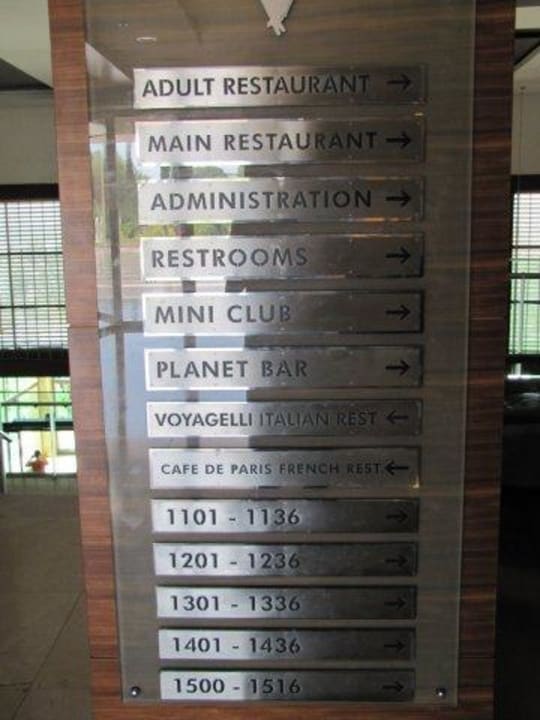 ADULT RESTAURANT →
MAIN RESTAURANT →
ADMINISTRATION →
RESTROOMS →
MINI CLUB →
PLANET BAR →
VOYAGELLI ITALIAN REST ←
CAFE DE PARIS FRENCH REST. ←
1101 - 1136 →
1201 - 1236 →
1301 - 1336 →
1401 - 1436 →
1500 - 1516 →